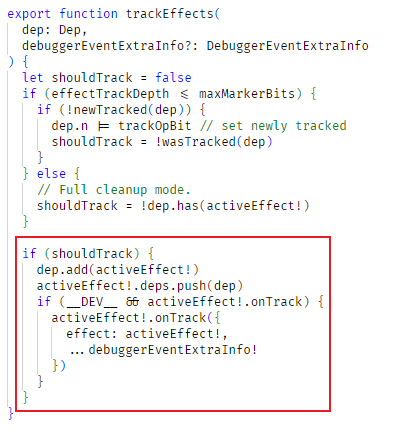 export function trackEffects(
  dep: Dep,
  debuggerEventExtraInfo?: DebuggerEventExtraInfo
) {
  let shouldTrack = false
  if (effectTrackDepth <= maxMarkerBits) {
    if (!newTracked(dep)) {
      dep.n |= trackOpBit // set newly tracked
      shouldTrack = !wasTracked(dep)
    }
  } else {
    // Full cleanup mode.
    shouldTrack = !dep.has(activeEffect!)
  }

  if (shouldTrack) {
    dep.add(activeEffect!)
    activeEffect!.deps.push(dep)
    if (__DEV__ && activeEffect!.onTrack) {
      activeEffect!.onTrack({
        effect: activeEffect!,
        ...debuggerEventExtraInfo!
      })
    }
  }
}